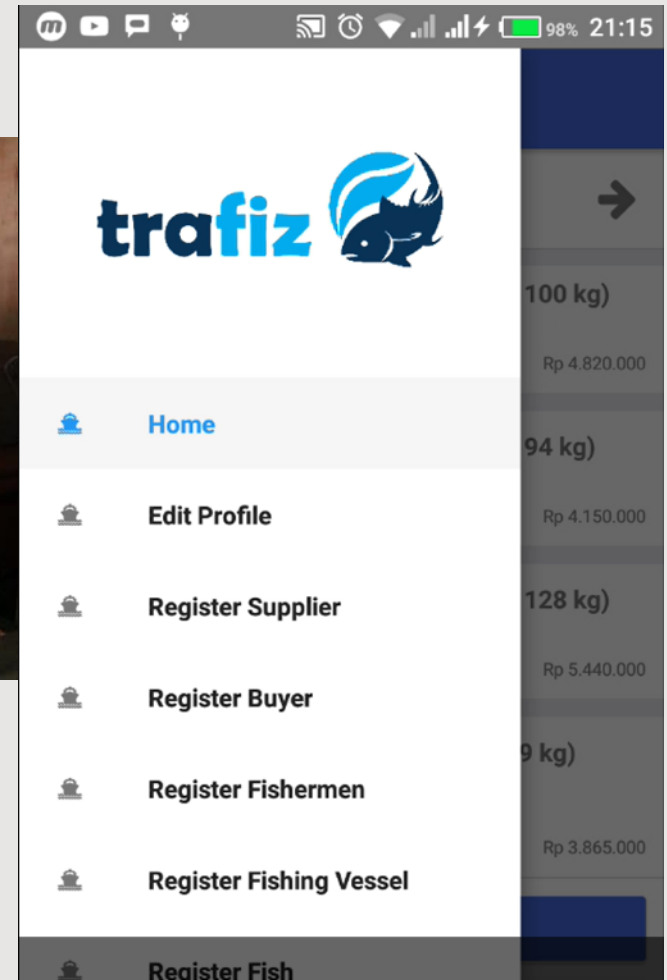 98% 21:15
trafiz
100 kg)
Rp 4.820.000
Home
94 kg)
Edit Profile
Rp 4.150.000
Register Supplier
128 kg)
Rp 5.440.000
Register Buyer
9 kg)
Register Fishermen
Rp 3.865.000
Register Fishing Vessel
Register Fish